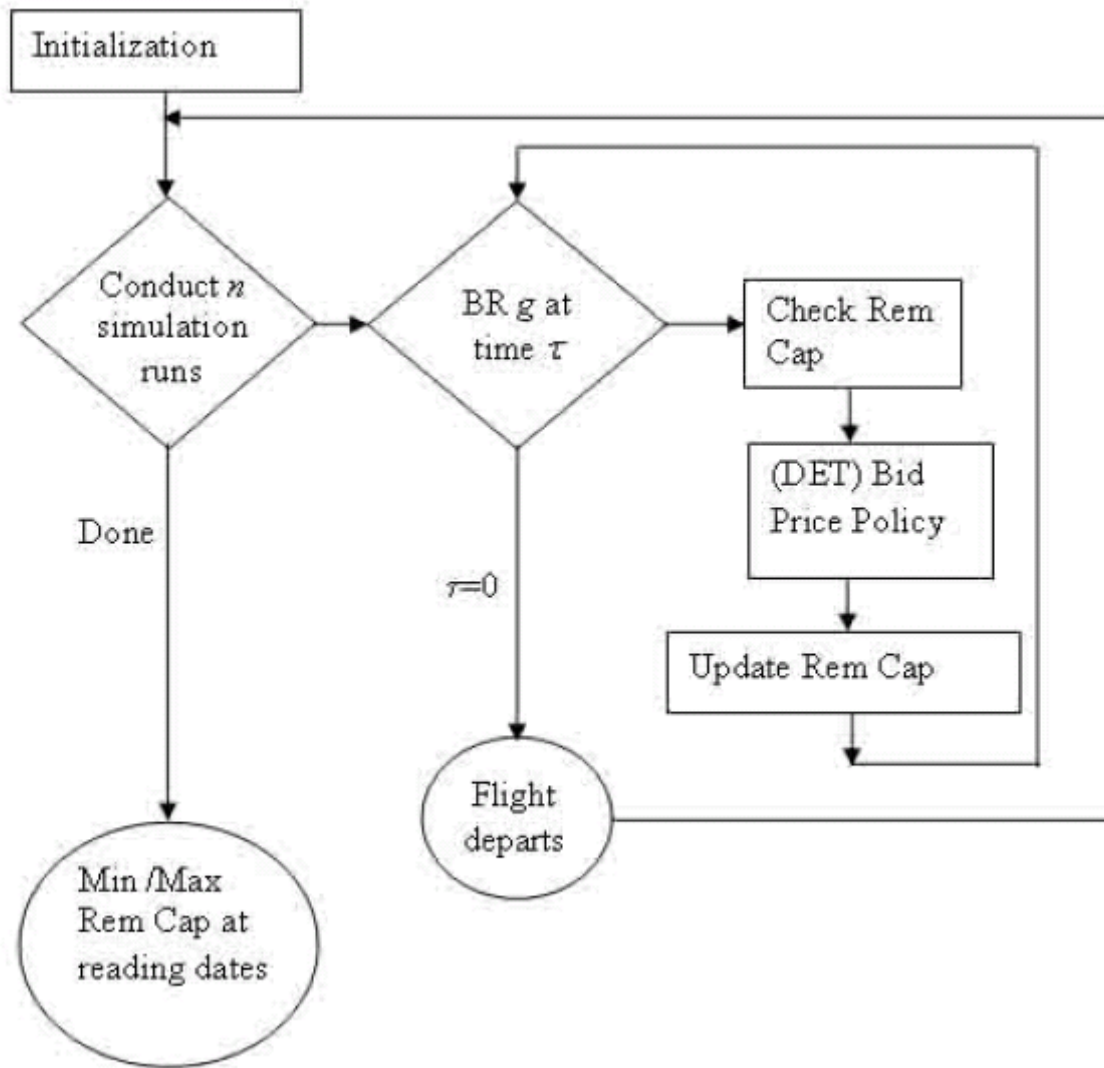 Initialization
Conduct n
simulation
runs
BR g at
time τ
Check Rem
Cap
(DET) Bid
Price Policy
Update Rem Cap
Done
τ=0
Flight
departs
Min /Max
Rem Cap at
reading dates